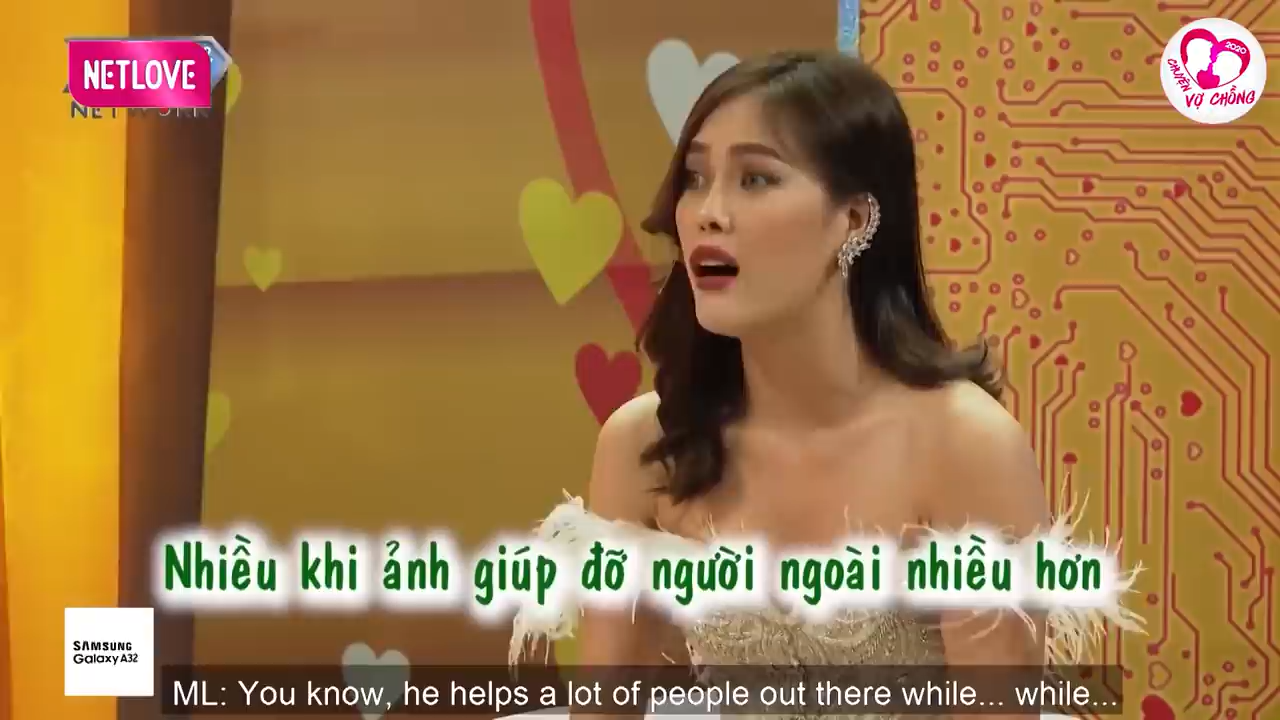 NETLOVE
NETWORK
2020
CHUYỆN
VỢ CHỒNG
Nhiều khi ảnh giúp đỡ người ngoài nhiều hơn
SAMSUNG
Galaxy A32
ML: You know, he helps a lot of people out there while... while...